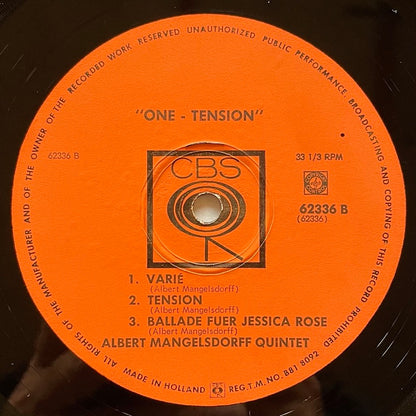 ALL RIGHTS OF THE MANUFACTURER AND OF THE OWNER OF THE RECORDED WORK RESERVED. UNAUTHORIZED PUBLIC PERFORMANCE, BROADCASTING AND COPYING OF THIS RECORD PROHIBITED
"ONE - TENSION"
62336 B
CBS
33 1/3 RPM
62336 B
(62336)
1. VARIÉ
(Albert Mangelsdorff)
2. TENSION
(Albert Mangelsdorff)
3. BALLADE FUER JESSICA ROSE
(Albert Mangelsdorff)
ALBERT MANGELSDORFF QUINTET
MADE IN HOLLAND
REG.T.M.NO. 881 8092